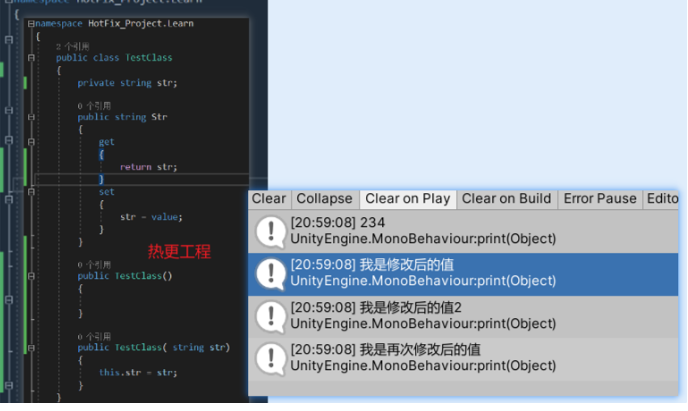 namespace HotFix_Project.Learn
{
namespace HotFix_Project.Learn
{
2 个引用
public class TestClass
{
private string str;
0 个引用
public string Str
{
get
{
return str;
}
set
{
str = value;
}
}
热更工程
0 个引用
public TestClass()
{
}
0 个引用
public TestClass( string str)
{
this.str = str;
}
}
Clear Collapse Clear on Play Clear on Build Error Pause Edito
[20:59:08] 234
UnityEngine.MonoBehaviour:print(Object)
[20:59:08] 我是修改后的值
UnityEngine.MonoBehaviour:print(Object)
[20:59:08] 我是修改后的值2
UnityEngine.MonoBehaviour:print(Object)
[20:59:08] 我是再次修改后的值
UnityEngine.MonoBehaviour:print(Object)